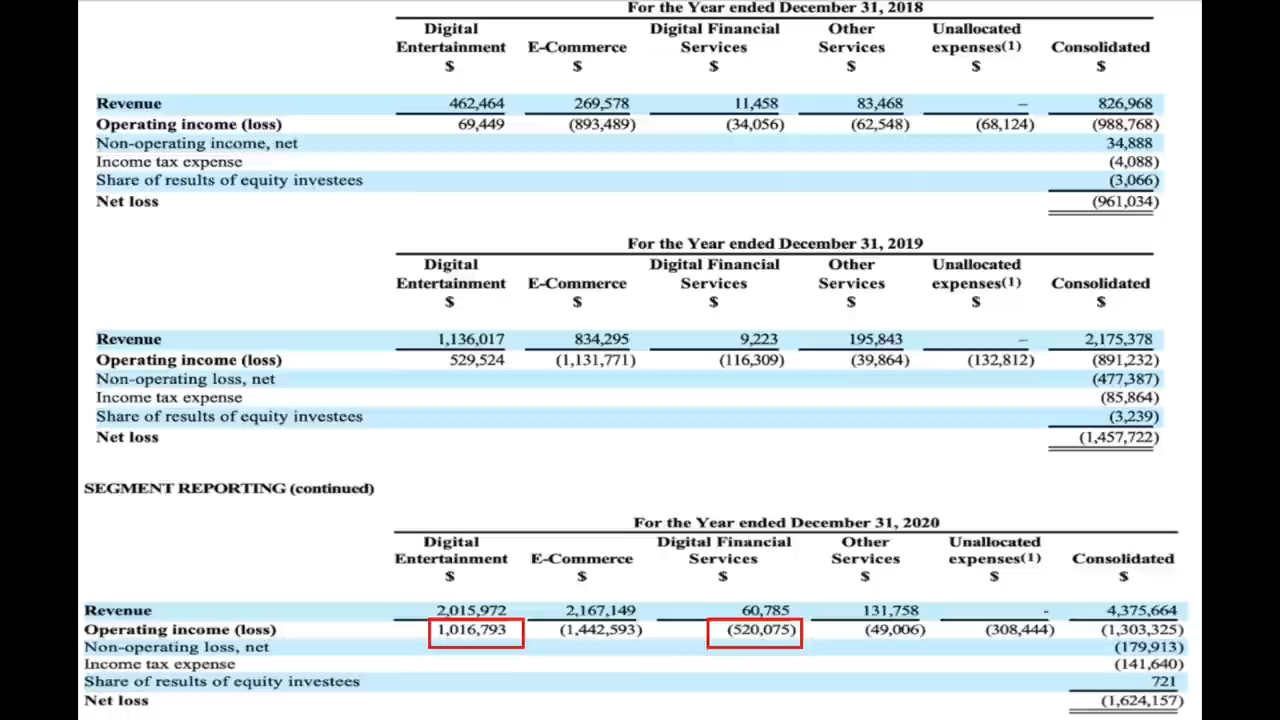 For the Year ended December 31, 2018
Digital Entertainment E-Commerce Digital Financial Services Other Services Unallocated expenses(1) Consolidated
$ $ $ $ $ $
Revenue 462,464 269,578 11,458 83,468 – 826,968
Operating income (loss) 69,449 (893,489) (34,056) (62,548) (68,124) (988,768)
Non-operating income, net 34,888
Income tax expense (4,088)
Share of results of equity investees (3,066)
Net loss (961,034)
For the Year ended December 31, 2019
Digital Entertainment E-Commerce Digital Financial Services Other Services Unallocated expenses(1) Consolidated
$ $ $ $ $ $
Revenue 1,136,017 834,295 9,223 195,843 – 2,175,378
Operating income (loss) 529,524 (1,131,771) (116,309) (39,864) (132,812) (891,232)
Non-operating loss, net (477,387)
Income tax expense (85,864)
Share of results of equity investees (3,239)
Net loss (1,457,722)
SEGMENT REPORTING (continued)
For the Year ended December 31, 2020
Digital Entertainment E-Commerce Digital Financial Services Other Services Unallocated expenses(1) Consolidated
$ $ $ $ $ $
Revenue 2,015,972 2,167,149 60,785 131,758 - 4,375,664
Operating income (loss) 1,016,793 (1,442,593) (520,075) (49,006) (308,444) (1,303,325)
Non-operating loss, net (179,913)
Income tax expense (141,640)
Share of results of equity investees 721
Net loss (1,624,157)